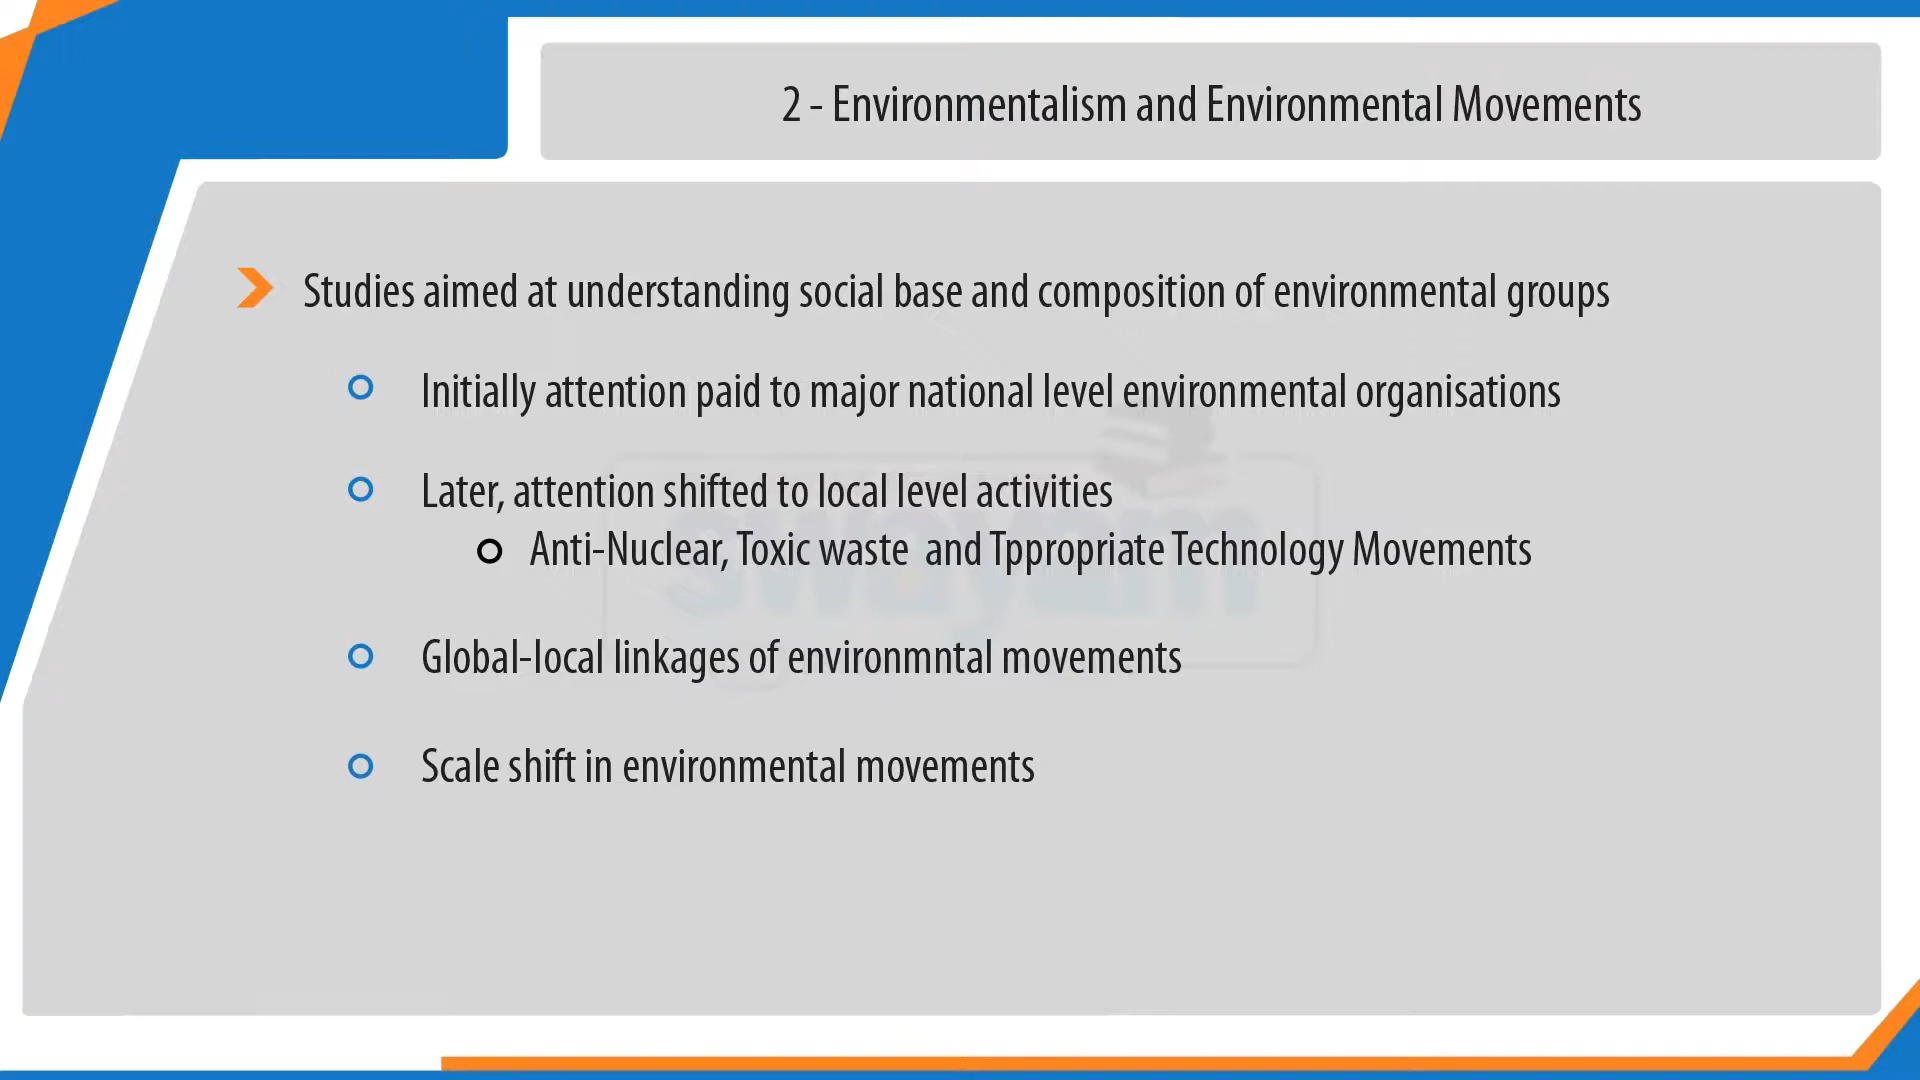 2 - Environmentalism and Environmental Movements
Studies aimed at understanding social base and composition of environmental groups
Initially attention paid to major national level environmental organisations
Later, attention shifted to local level activities
Anti-Nuclear, Toxic waste and Tppropriate Technology Movements
Global-local linkages of environmntal movements
Scale shift in environmental movements
swayam